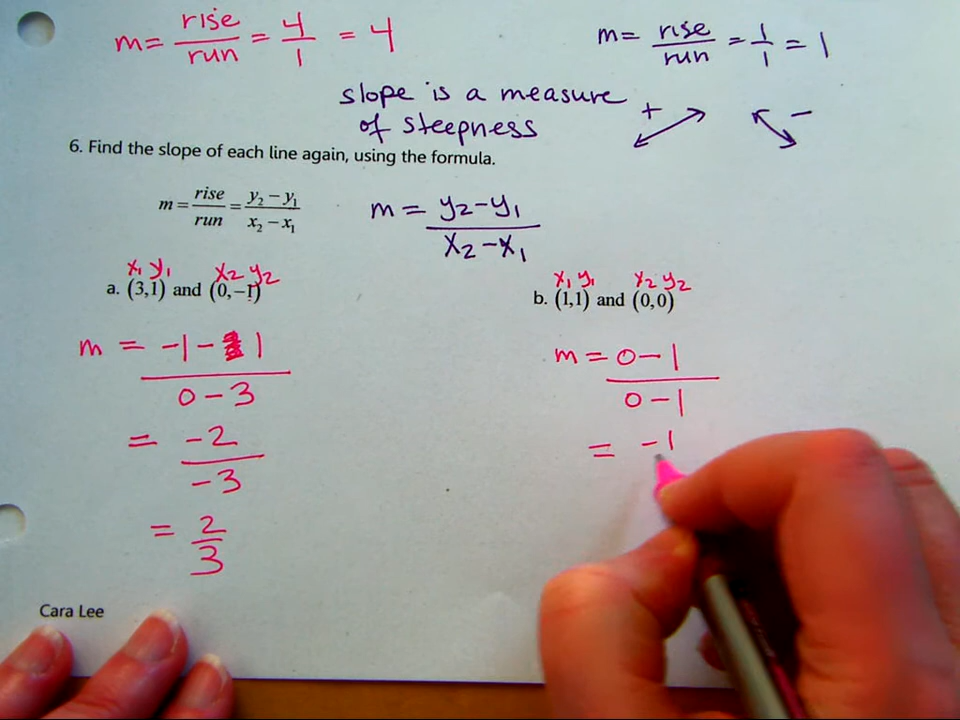 m = rise/run = 4/1 = 4
m = rise/run = 1/1 = 1
slope is a measure
of steepness
+
−
6. Find the slope of each line again, using the formula.
m = rise/run = y₂ − y₁/x₂ − x₁
m = y₂ − y₁/x₂ − x₁
x₁ y₁ x₂ y₂
a. (3,1) and (0,−1)
x₁ y₁ x₂ y₂
b. (1,1) and (0,0)
m = −1 − 1/0 − 3
= −2/−3
= 2/3
m = 0 − 1/0 − 1
= −1
Cara Lee